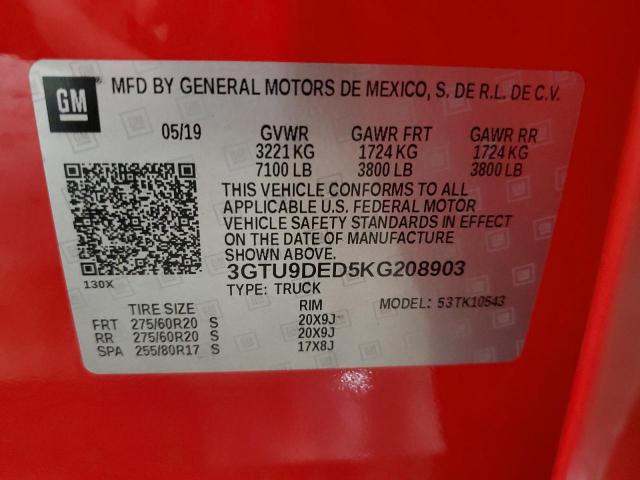 GM
MFD BY GENERAL MOTORS DE MEXICO, S. DE R.L. DE C.V.
05/19 GVWR GAWR FRT GAWR RR
3221 KG 1724 KG 1724 KG
7100 LB 3800 LB 3800 LB
THIS VEHICLE CONFORMS TO ALL
APPLICABLE U.S. FEDERAL MOTOR
VEHICLE SAFETY STANDARDS IN EFFECT
ON THE DATE OF MANUFACTURE
SHOWN ABOVE.
130X
3GTU9DED5KG208903
TYPE: TRUCK MODEL: 53TK10543
TIRE SIZE RIM
FRT 275/60R20 S 20X9J
RR 275/60R20 S 20X9J
SPA 255/80R17 S 17X8J